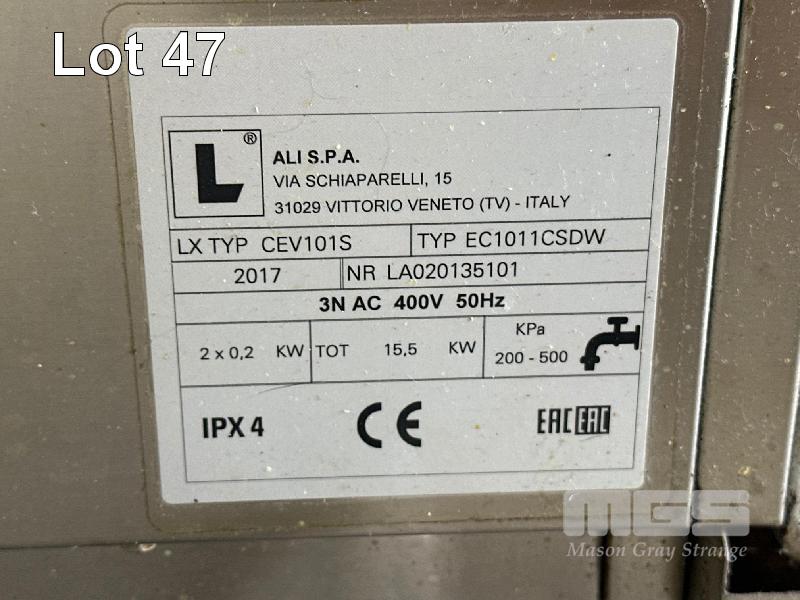 Lot 47
L®
ALI S.P.A.
VIA SCHIAPARELLI, 15
31029 VITTORIO VENETO (TV) - ITALY
LX TYP CEV101S TYP EC1011CSDW
2017 NR LA020135101
3N AC 400V 50Hz
2 x 0,2 KW TOT 15,5 KW KPa 200 - 500
IPX 4 CE EAC EAC
MGS
Mason Gray Strange